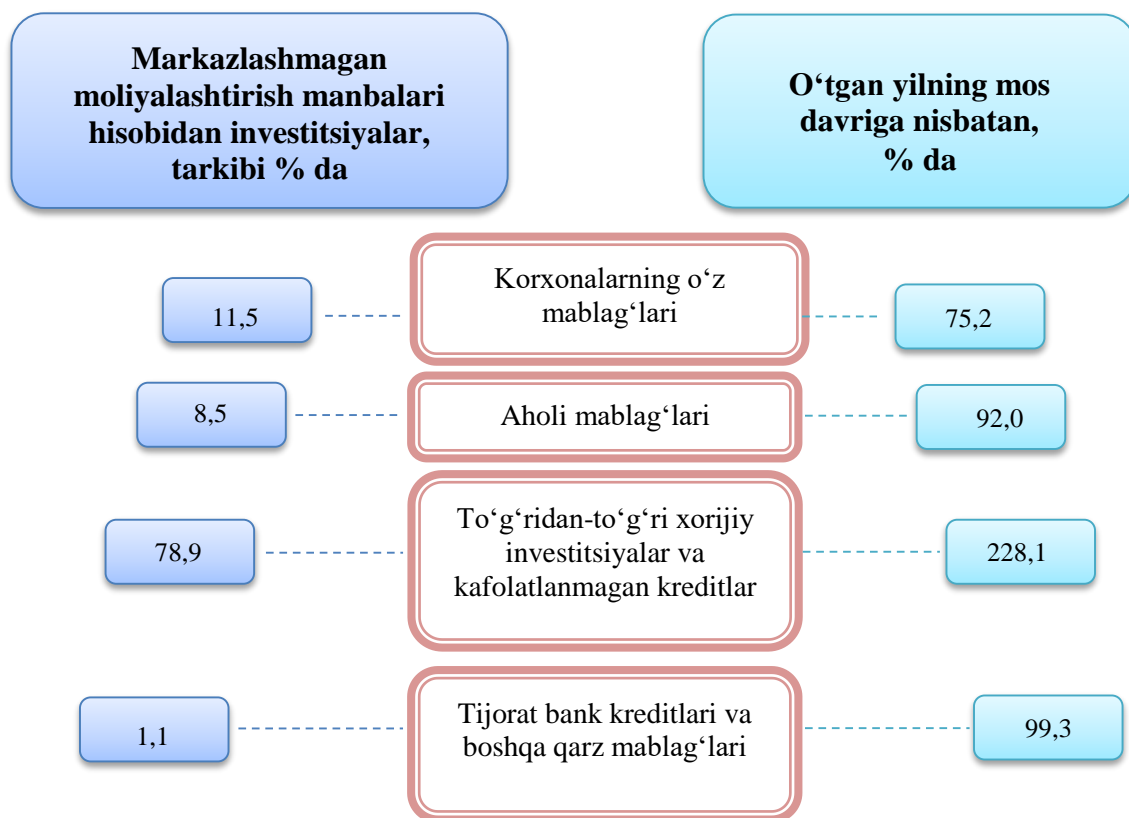 Markazlashmagan
moliyalashtirish manbalari
hisobidan investitsiyalar,
tarkibi % da
O‘tgan yilning mos
davriga nisbatan,
% da
11,5
Korxonalarning o‘z
mablag‘lari
75,2
8,5
Aholi mablag‘lari
92,0
78,9
To‘g‘ridan-to‘g‘ri xorijiy
investitsiyalar va
kafolatlanmagan kreditlar
228,1
1,1
Tijorat bank kreditlari va
boshqa qarz mablag‘lari
99,3